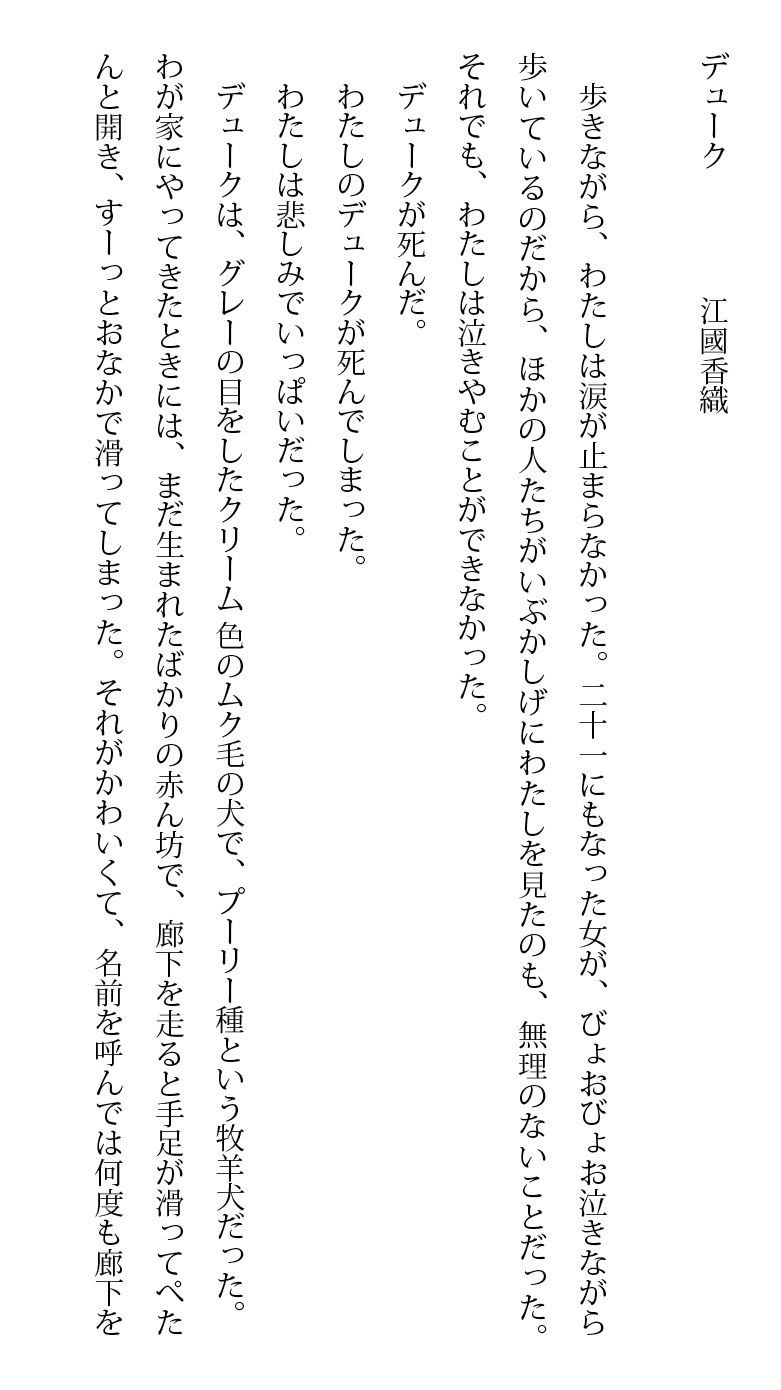 デューク　　　　江國香織
　歩きながら、わたしは涙が止まらなかった。二十一にもなった女が、びょおびょお泣きながら
歩いているのだから、ほかの人たちがいぶかしげにわたしを見たのも、無理のないことだった。
それでも、わたしは泣きやむことができなかった。
　デュークが死んだ。
　わたしのデュークが死んでしまった。
　わたしは悲しみでいっぱいだった。
　デュークは、グレーの目をしたクリーム色のムク毛の犬で、プーリー種という牧羊犬だった。
わが家にやってきたときには、まだ生まれたばかりの赤ん坊で、廊下を走ると手足が滑ってぺた
んと開き、すーっとおなかで滑ってしまった。それがかわいくて、名前を呼んでは何度も廊下を